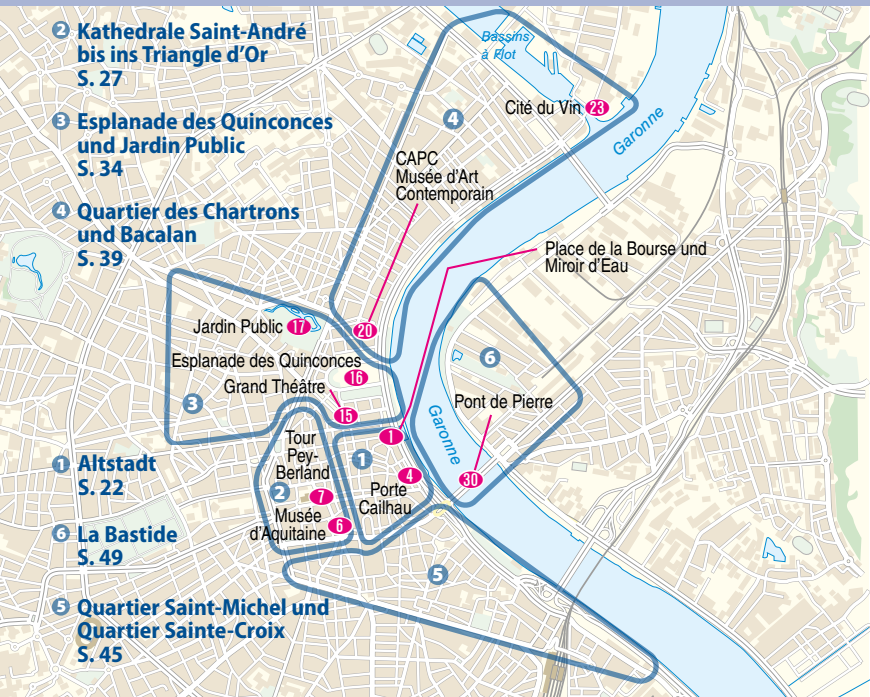 2 Kathedrale Saint-André
bis ins Triangle d'Or
S. 27
3 Esplanade des Quinconces
und Jardin Public
S. 34
4 Quartier des Chartrons
und Bacalan
S. 39
Bassins
à Flot
Cité du Vin 23
Garonne
4
CAPC
Musée d'Art
Contemporain
20
Place de la Bourse und
Miroir d'Eau
Jardin Public 17
Esplanade des Quinconces
16
Grand Théâtre
15
3
6
Pont de Pierre
30
Garonne
1
1
Tour
Pey-
Berland
7
2
4
Porte
Cailhau
Musée
d'Aquitaine
6
5
1 Altstadt
S. 22
6 La Bastide
S. 49
5 Quartier Saint-Michel und
Quartier Sainte-Croix
S. 45